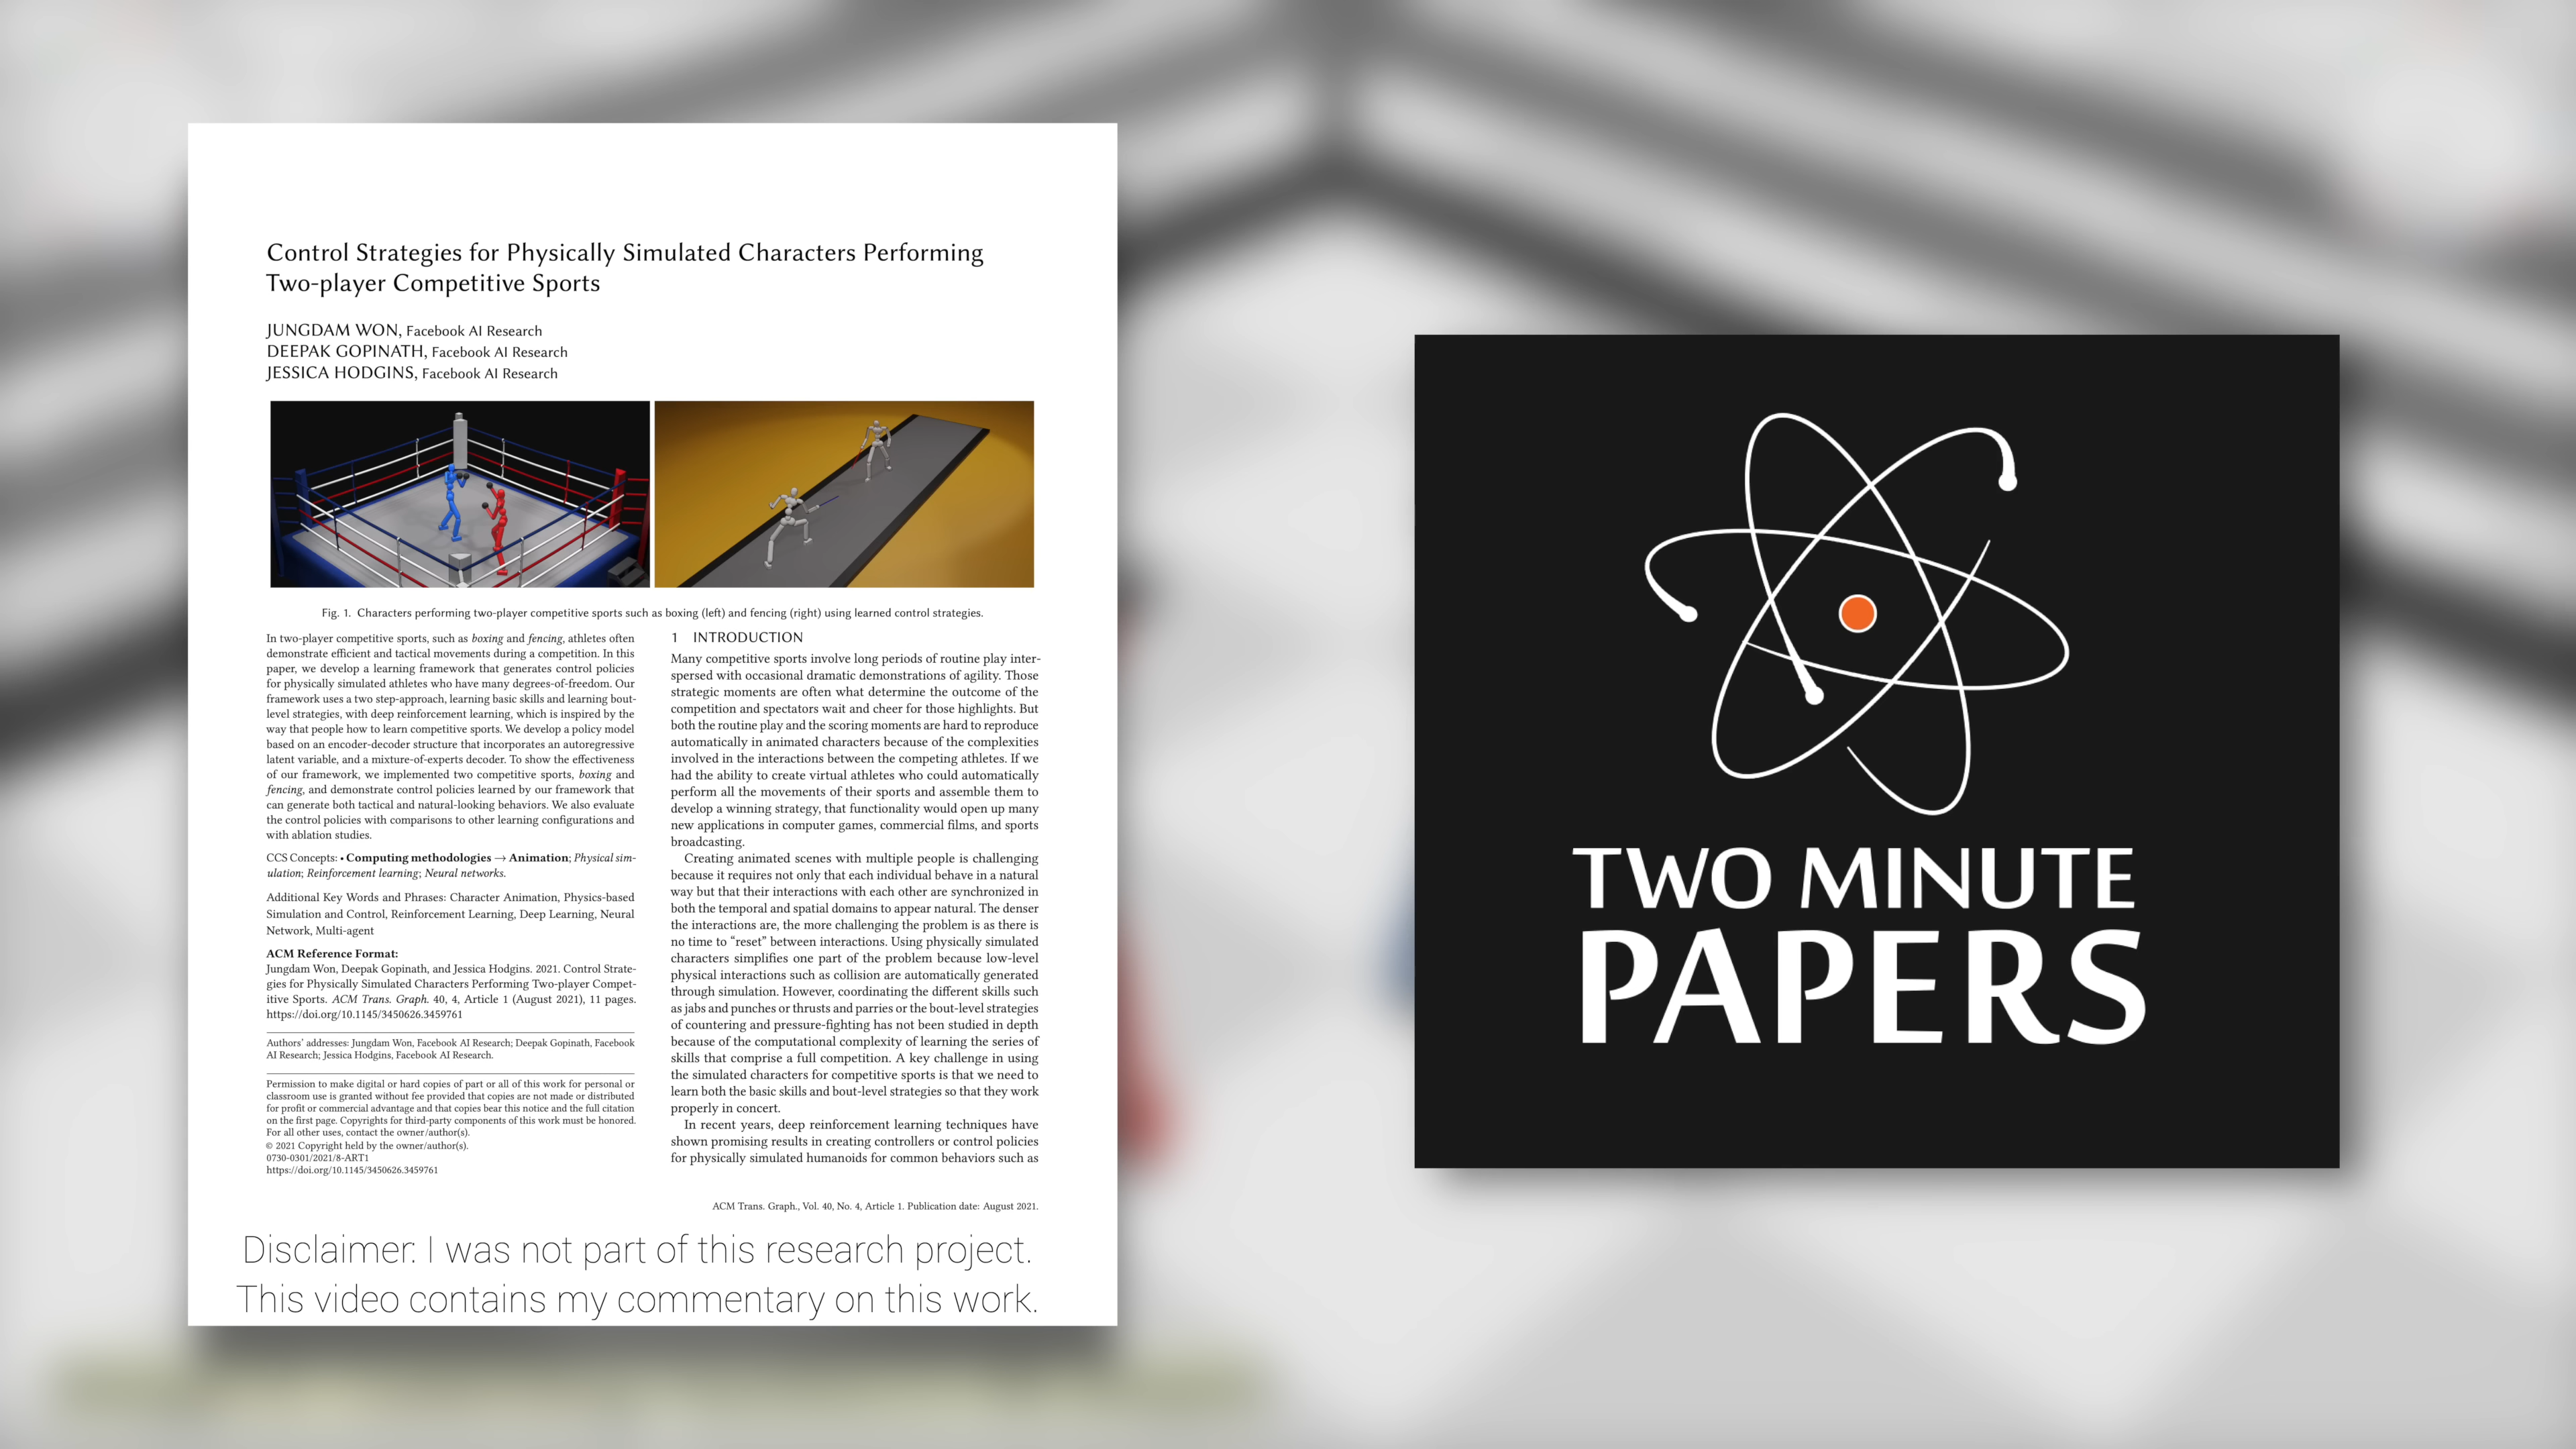 Control Strategies for Physically Simulated Characters Performing
Two-player Competitive Sports
JUNGDAM WON, Facebook AI Research
DEEPAK GOPINATH, Facebook AI Research
JESSICA HODGINS, Facebook AI Research
Fig. 1. Characters performing two-player competitive sports such as boxing (left) and fencing (right) using learned control strategies.
In two-player competitive sports, such as boxing and fencing, athletes often
demonstrate efficient and tactical movements during a competition. In this
paper, we develop a learning framework that generates control policies
for physically simulated athletes who have many degrees-of-freedom. Our
framework uses a two step-approach, learning basic skills and learning bout-
level strategies, with deep reinforcement learning, which is inspired by the
way that people how to learn competitive sports. We develop a policy model
based on an encoder-decoder structure that incorporates an autoregressive
latent variable, and a mixture-of-experts decoder. To show the effectiveness
of our framework, we implemented two competitive sports, boxing and
fencing, and demonstrate control policies learned by our framework that
can generate both tactical and natural-looking behaviors. We also evaluate
the control policies with comparisons to other learning configurations and
with ablation studies.
CCS Concepts: • Computing methodologies → Animation; Physical sim-
ulation; Reinforcement learning; Neural networks.
Additional Key Words and Phrases: Character Animation, Physics-based
Simulation and Control, Reinforcement Learning, Deep Learning, Neural
Network, Multi-agent
ACM Reference Format:
Jungdam Won, Deepak Gopinath, and Jessica Hodgins. 2021. Control Strate-
gies for Physically Simulated Characters Performing Two-player Compet-
itive Sports. ACM Trans. Graph. 40, 4, Article 1 (August 2021), 11 pages.
https://doi.org/10.1145/3450626.3459761
Authors' addresses: Jungdam Won, Facebook AI Research; Deepak Gopinath, Facebook
AI Research; Jessica Hodgins, Facebook AI Research.
Permission to make digital or hard copies of part or all of this work for personal or
classroom use is granted without fee provided that copies are not made or distributed
for profit or commercial advantage and that copies bear this notice and the full citation
on the first page. Copyrights for third-party components of this work must be honored.
For all other uses, contact the owner/author(s).
© 2021 Copyright held by the owner/author(s).
0730-0301/2021/8-ART1
https://doi.org/10.1145/3450626.3459761
1 INTRODUCTION
Many competitive sports involve long periods of routine play inter-
spersed with occasional dramatic demonstrations of agility. Those
strategic moments are often what determine the outcome of the
competition and spectators wait and cheer for those highlights. But
both the routine play and the scoring moments are hard to reproduce
automatically in animated characters because of the complexities
involved in the interactions between the competing athletes. If we
had the ability to create virtual athletes who could automatically
perform all the movements of their sports and assemble them to
develop a winning strategy, that functionality would open up many
new applications in computer games, commercial films, and sports
broadcasting.
Creating animated scenes with multiple people is challenging
because it requires not only that each individual behave in a natural
way but that their interactions with each other are synchronized in
both the temporal and spatial domains to appear natural. The denser
the interactions are, the more challenging the problem is as there is
no time to “reset” between interactions. Using physically simulated
characters simplifies one part of the problem because low-level
physical interactions such as collision are automatically generated
through simulation. However, coordinating the different skills such
as jabs and punches or thrusts and parries or the bout-level strategies
of countering and pressure-fighting has not been studied in depth
because of the computational complexity of learning the series of
skills that comprise a full competition. A key challenge in using
the simulated characters for competitive sports is that we need to
learn both the basic skills and bout-level strategies so that they work
properly in concert.
In recent years, deep reinforcement learning techniques have
shown promising results in creating controllers or control policies
for physically simulated humanoids for common behaviors such as
ACM Trans. Graph., Vol. 40, No. 4, Article 1. Publication date: August 2021.
Disclaimer: I was not part of this research project.
This video contains my commentary on this work.
TWO MINUTE
PAPERS